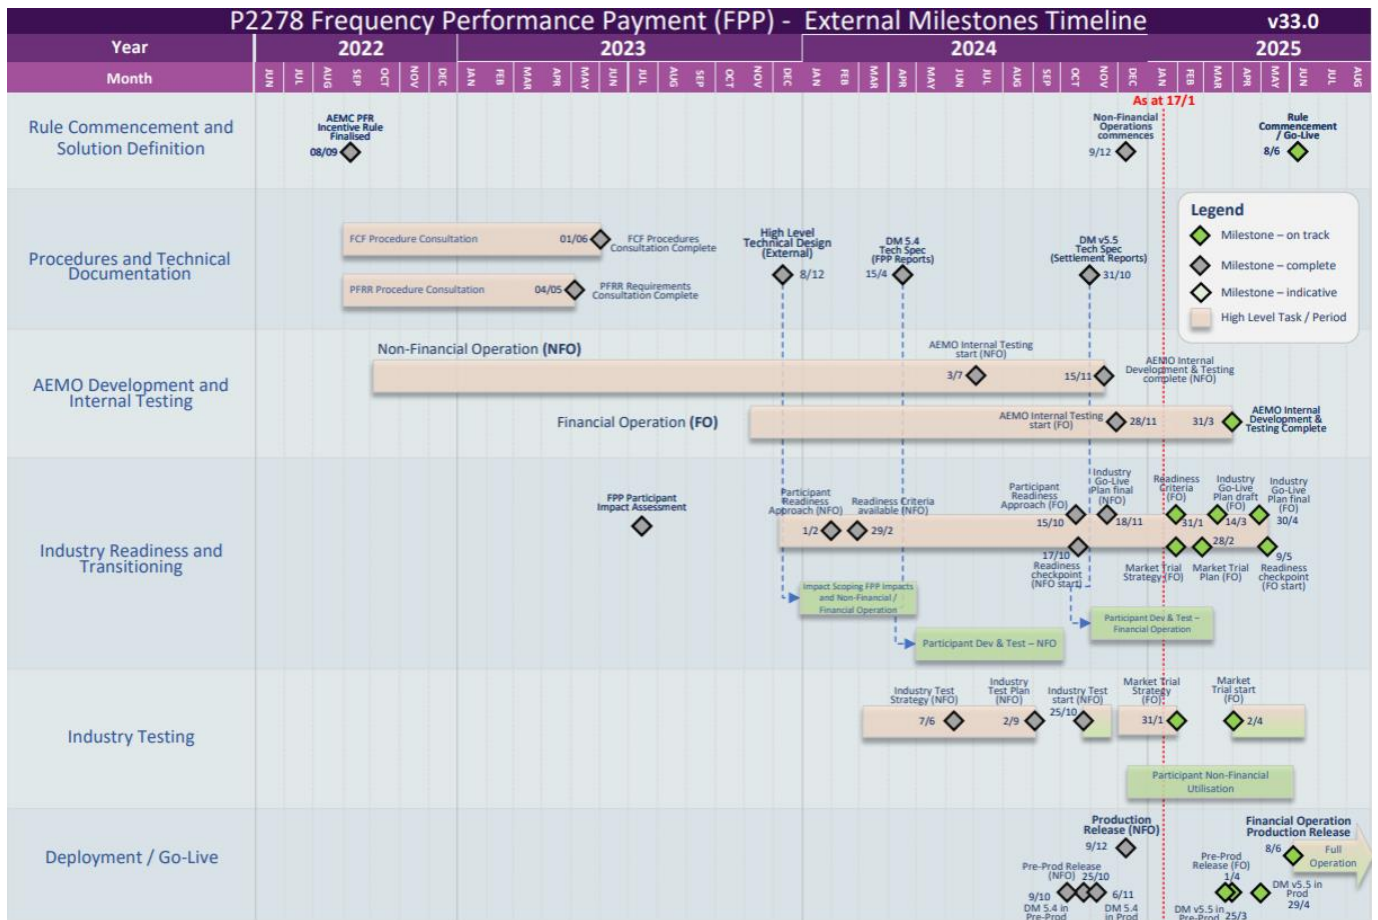 P2278 Frequency Performance Payment (FPP) - External Milestones Timeline v33.0
Year 2022 2023 2024 2025
Month JUN JUL AUG SEP OCT NOV DEC JAN FEB MAR APR MAY JUN JUL AUG SEP OCT NOV DEC JAN FEB MAR APR MAY JUN JUL AUG SEP OCT NOV DEC JAN FEB MAR APR MAY JUN JUL AUG
As at 17/1
Rule Commencement and
Solution Definition
AEMC PFR
Incentive Rule
Finalised
08/09
Non-Financial
Operations
commences
9/12
Rule
Commencement
/ Go-Live
8/6
Legend
Milestone – on track
Milestone – complete
Milestone – indicative
High Level Task / Period
Procedures and Technical
Documentation
FCF Procedure Consultation
01/06
FCF Procedures
Consultation Complete
PFRR Procedure Consultation
04/05
PFRR Requirements
Consultation Complete
High Level
Technical Design
(External)
8/12
DM 5.4
Tech Spec
(FPP Reports)
15/4
DM v5.5
Tech Spec
(Settlement Reports)
31/10
AEMO Development and
Internal Testing
Non-Financial Operation (NFO)
AEMO Internal Testing
start (NFO)
3/7
15/11
AEMO Internal
Development & Testing
complete (NFO)
Financial Operation (FO)
AEMO Internal Testing
start (FO)
28/11
31/3
AEMO Internal
Development &
Testing Complete
Industry Readiness and
Transitioning
FPP Participant
Impact Assessment
Participant
Readiness
Approach (NFO)
1/2
Readiness Criteria
available (NFO)
29/2
Participant
Readiness
Approach (FO)
15/10
Industry
Go-Live
Plan final
(NFO)
18/11
Readiness
Criteria
(FO)
31/1
Industry
Go-Live
Plan draft
(FO)
14/3
Industry
Go-Live
Plan final
(FO)
30/4
17/10
Readiness
checkpoint
(NFO start)
Market Trial
Strategy (FO)
28/2
Market Trial
Plan (FO)
9/5
Readiness
checkpoint
(FO start)
Impact Scoping FPP Impacts
and Non-Financial /
Financial Operation
Participant Dev & Test –
Financial Operation
Participant Dev & Test – NFO
Industry Testing
Industry Test
Strategy (NFO)
7/6
Industry
Test Plan
(NFO)
2/9
Industry Test
start (NFO)
25/10
Market Trial
Strategy
(FO)
31/1
Market
Trial start
(FO)
2/4
Participant Non-Financial
Utilisation
Deployment / Go-Live
Production
Release (NFO)
9/12
Financial Operation
Production Release
8/6
Full
Operation
Pre-Prod Release
(NFO)
25/10
9/10
6/11
DM 5.4 in
Pre-Prod
DM 5.4
in Prod
Pre-Prod
Release (FO)
1/4
DM v5.5 in
Pre-Prod
25/3
DM v5.5 in
Prod
29/4